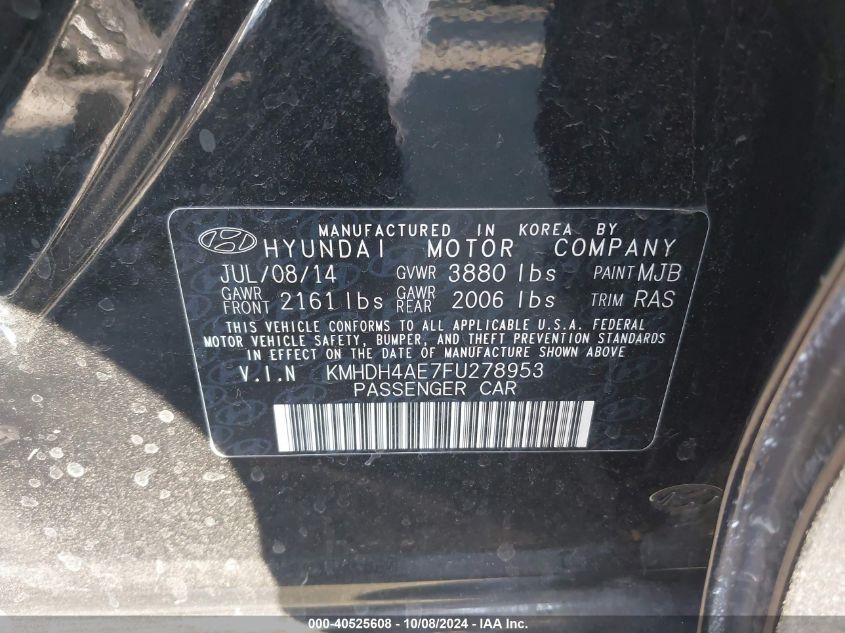 MANUFACTURED IN KOREA BY
HYUNDAI MOTOR COMPANY
JUL/08/14 GVWR 3880 lbs PAINT MJB
GAWR FRONT 2161 lbs GAWR REAR 2006 lbs TRIM RAS
THIS VEHICLE CONFORMS TO ALL APPLICABLE U.S.A. FEDERAL
MOTOR VEHICLE SAFETY, BUMPER, AND THEFT PREVENTION STANDARDS
IN EFFECT ON THE DATE OF MANUFACTURE SHOWN ABOVE
V.I.N KMHDH4AE7FU278953
PASSENGER CAR
000-40525608 - 10/08/2024 - IAA Inc.